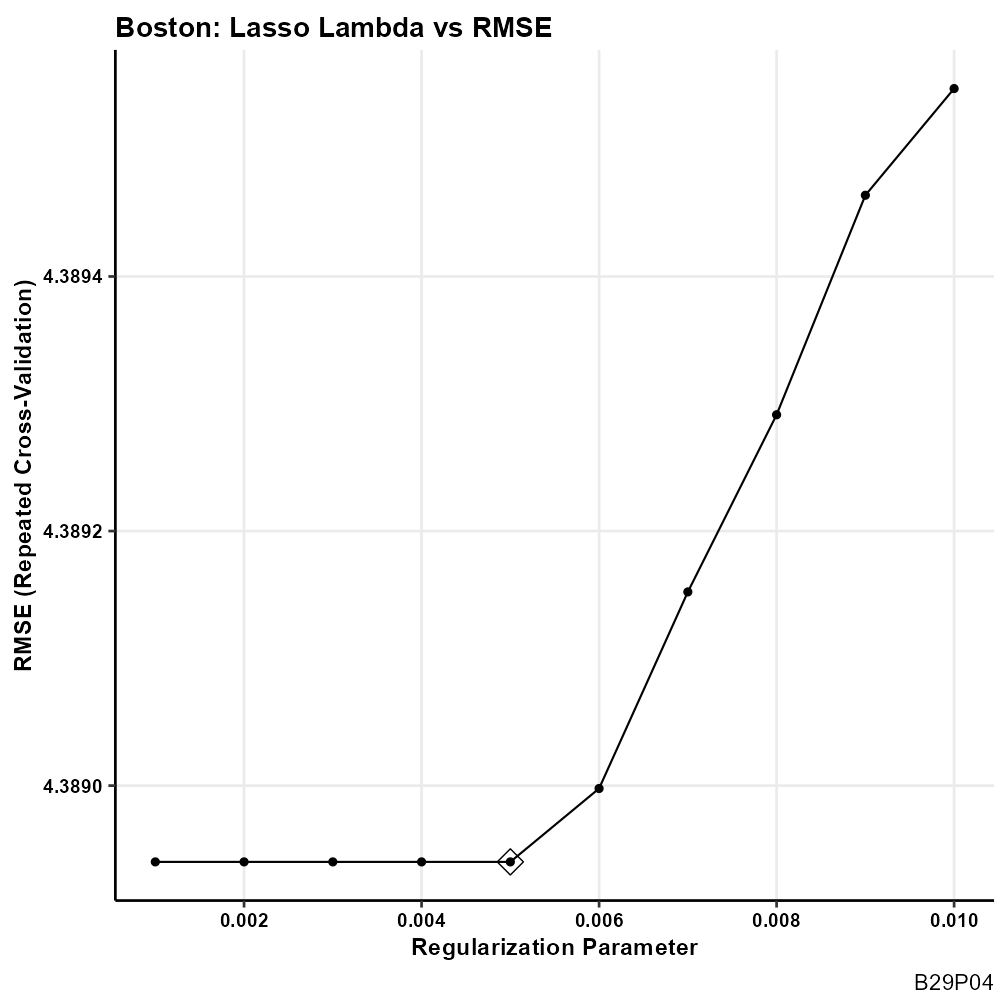 Boston: Lasso Lambda vs RMSE
RMSE (Repeated Cross-Validation)
4.3894
4.3892
4.3890
0.002 0.004 0.006 0.008 0.010
Regularization Parameter
B29P04